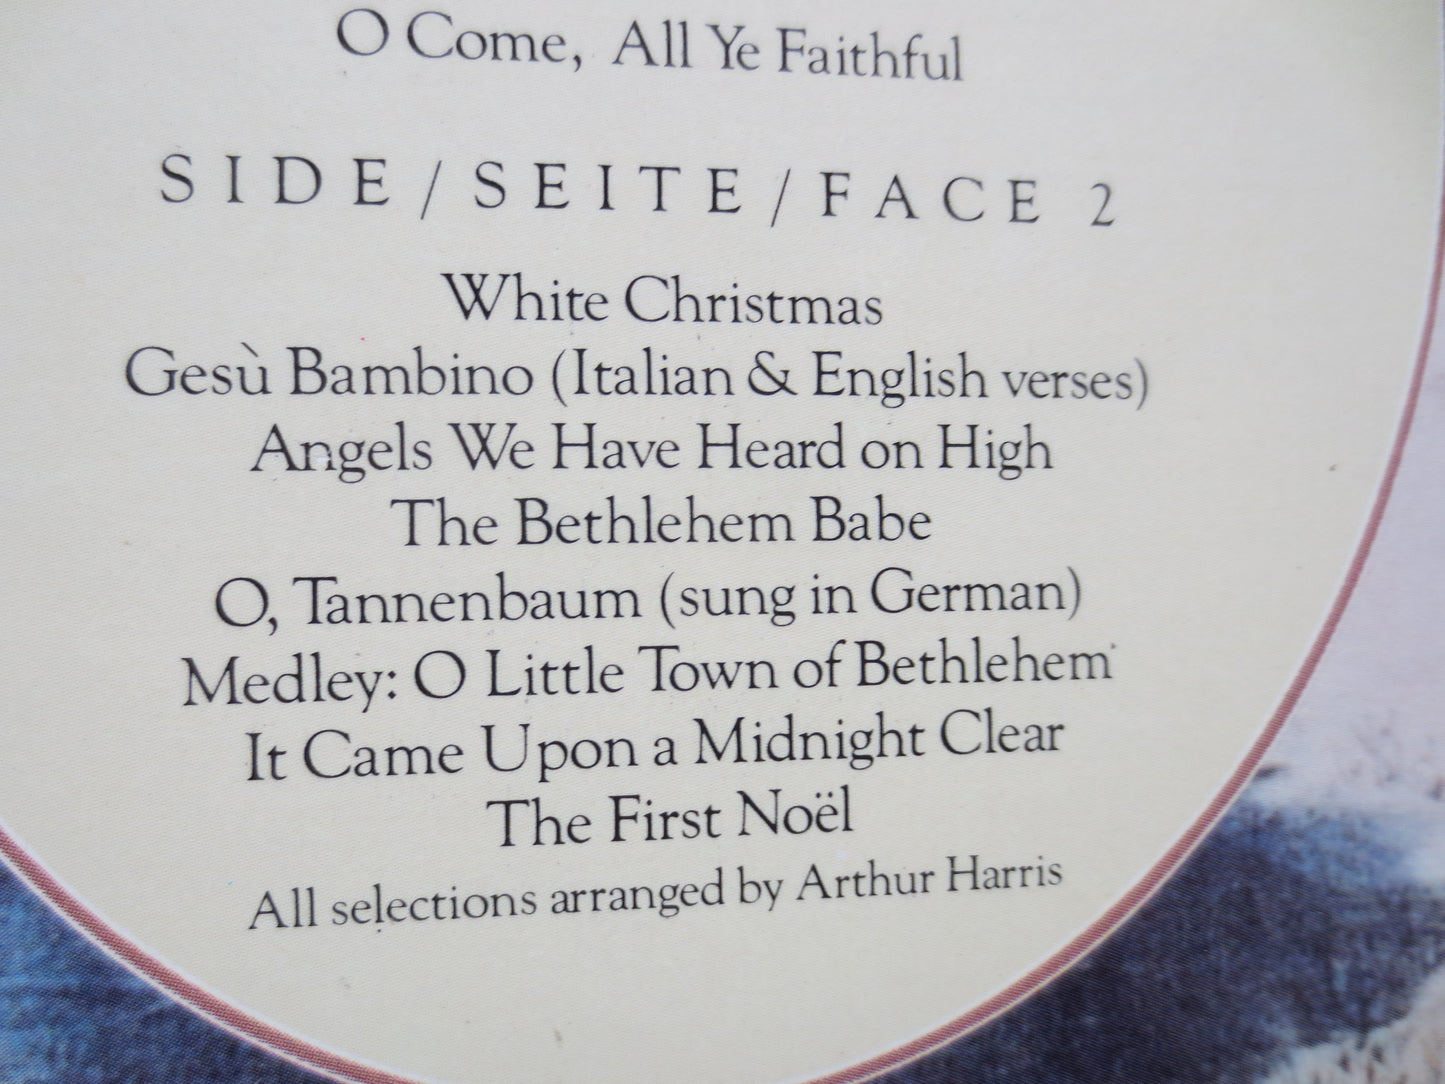 O Come, All Ye Faithful
SIDE/SEITE/FACE 2
White Christmas
Gesù Bambino (Italian & English verses)
Angels We Have Heard on High
The Bethlehem Babe
O, Tannenbaum (sung in German)
Medley: O Little Town of Bethlehem
It Came Upon a Midnight Clear
The First Noël
All selections arranged by Arthur Harris